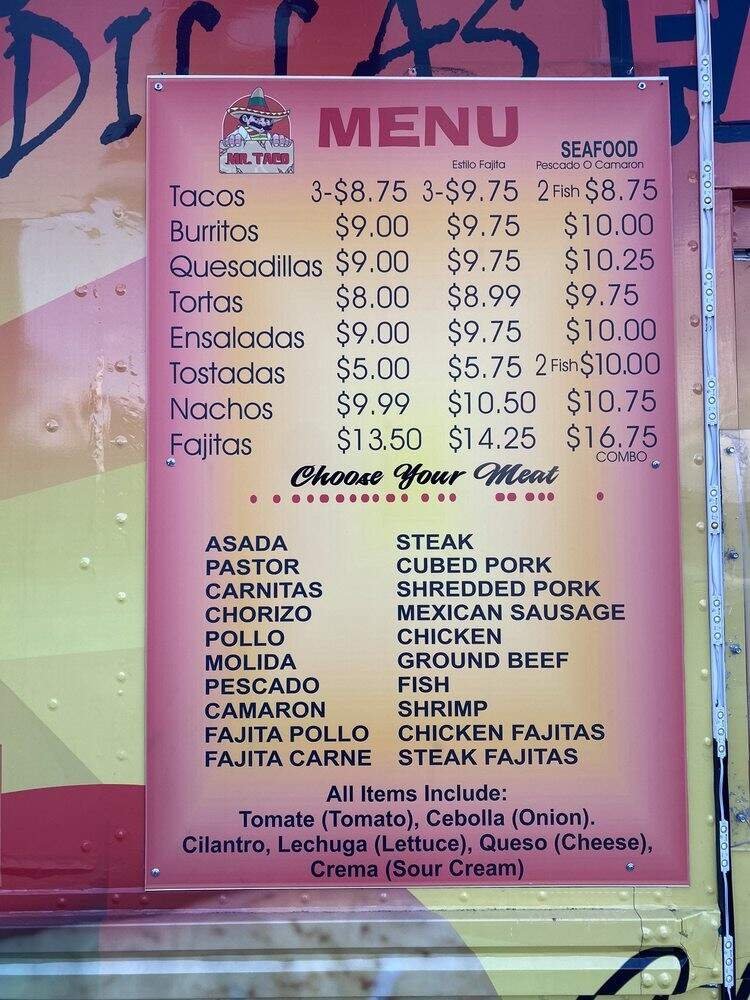 DILLAS
MR. TACO
MENU
SEAFOOD
Estilo Fajita Pescado O Camaron
Tacos 3-$8.75 3-$9.75 2 Fish $8.75
Burritos $9.00 $9.75 $10.00
Quesadillas $9.00 $9.75 $10.25
Tortas $8.00 $8.99 $9.75
Ensaladas $9.00 $9.75 $10.00
Tostadas $5.00 $5.75 2 Fish $10.00
Nachos $9.99 $10.50 $10.75
Fajitas $13.50 $14.25 $16.75
COMBO
Choose Your Meat
ASADA STEAK
PASTOR CUBED PORK
CARNITAS SHREDDED PORK
CHORIZO MEXICAN SAUSAGE
POLLO CHICKEN
MOLIDA GROUND BEEF
PESCADO FISH
CAMARON SHRIMP
FAJITA POLLO CHICKEN FAJITAS
FAJITA CARNE STEAK FAJITAS
All Items Include:
Tomate (Tomato), Cebolla (Onion).
Cilantro, Lechuga (Lettuce), Queso (Cheese),
Crema (Sour Cream)